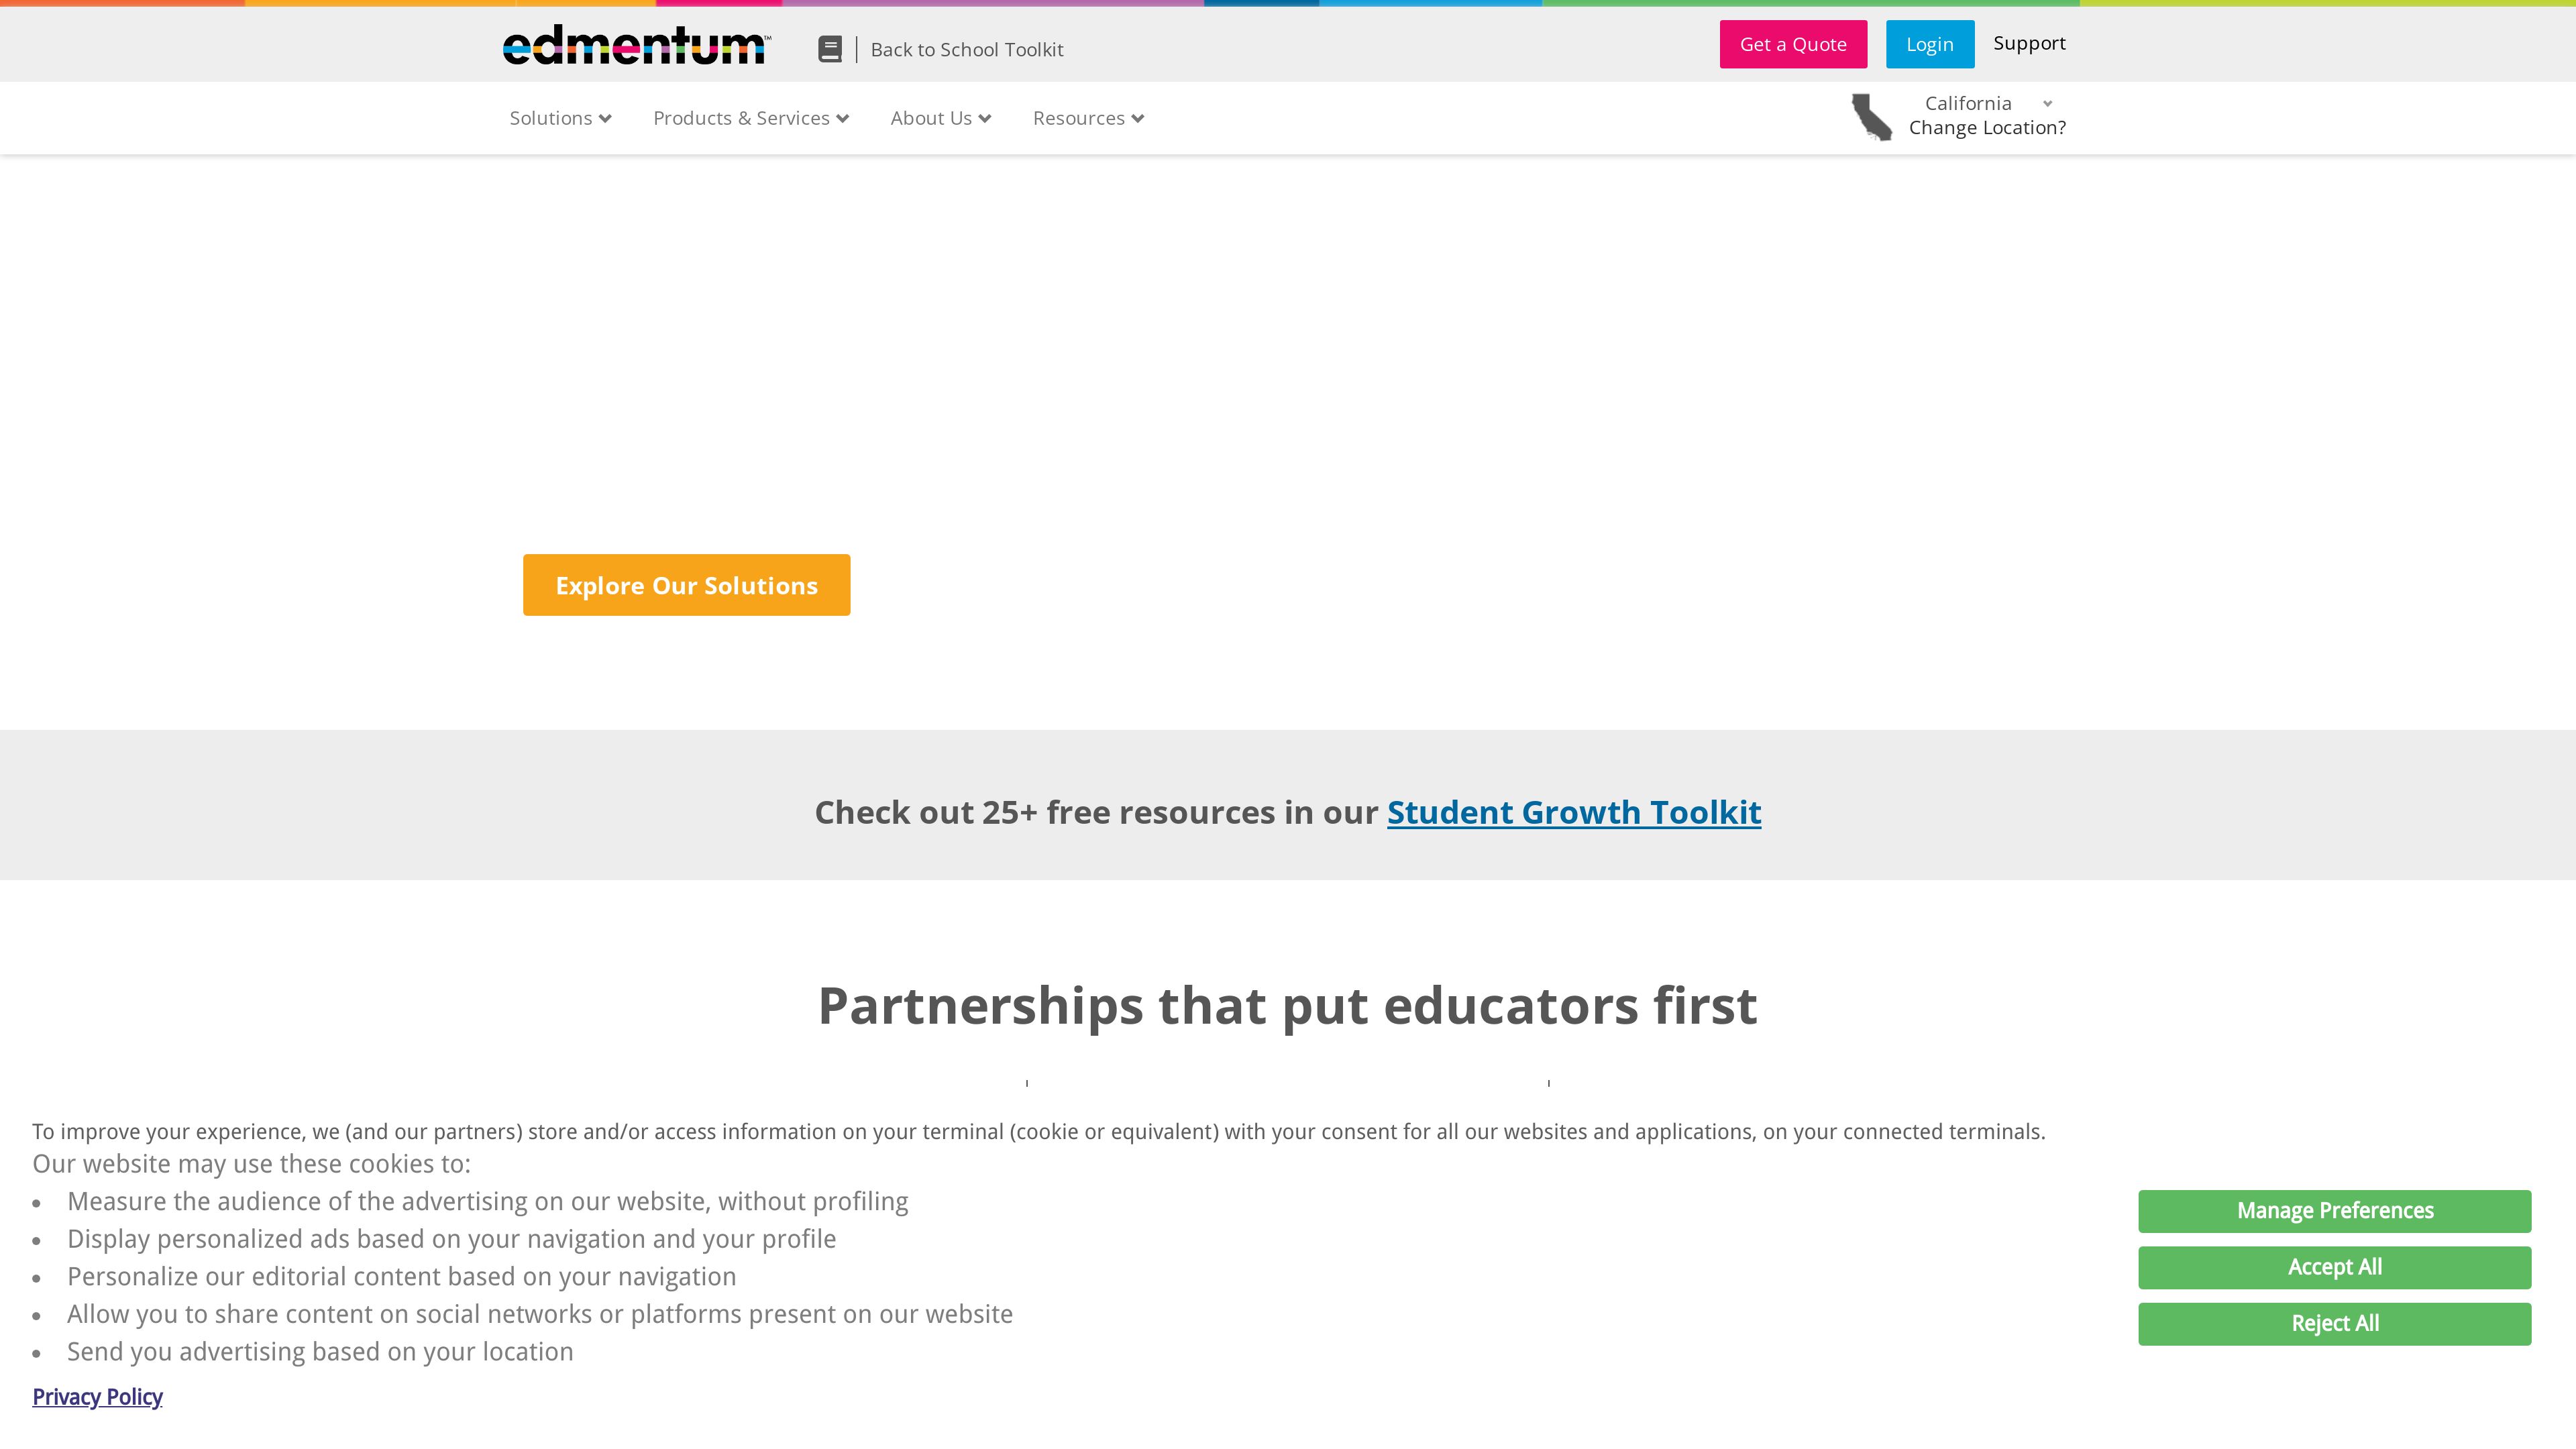 edmentum™
Back to School Toolkit
Get a Quote
Login
Support
Solutions
Products & Services
About Us
Resources
California
Change Location?
Explore Our Solutions
Check out 25+ free resources in our Student Growth Toolkit
Partnerships that put educators first
To improve your experience, we (and our partners) store and/or access information on your terminal (cookie or equivalent) with your consent for all our websites and applications, on your connected terminals.
Our website may use these cookies to:
• Measure the audience of the advertising on our website, without profiling
• Display personalized ads based on your navigation and your profile
• Personalize our editorial content based on your navigation
• Allow you to share content on social networks or platforms present on our website
• Send you advertising based on your location
Privacy Policy
Manage Preferences
Accept All
Reject All